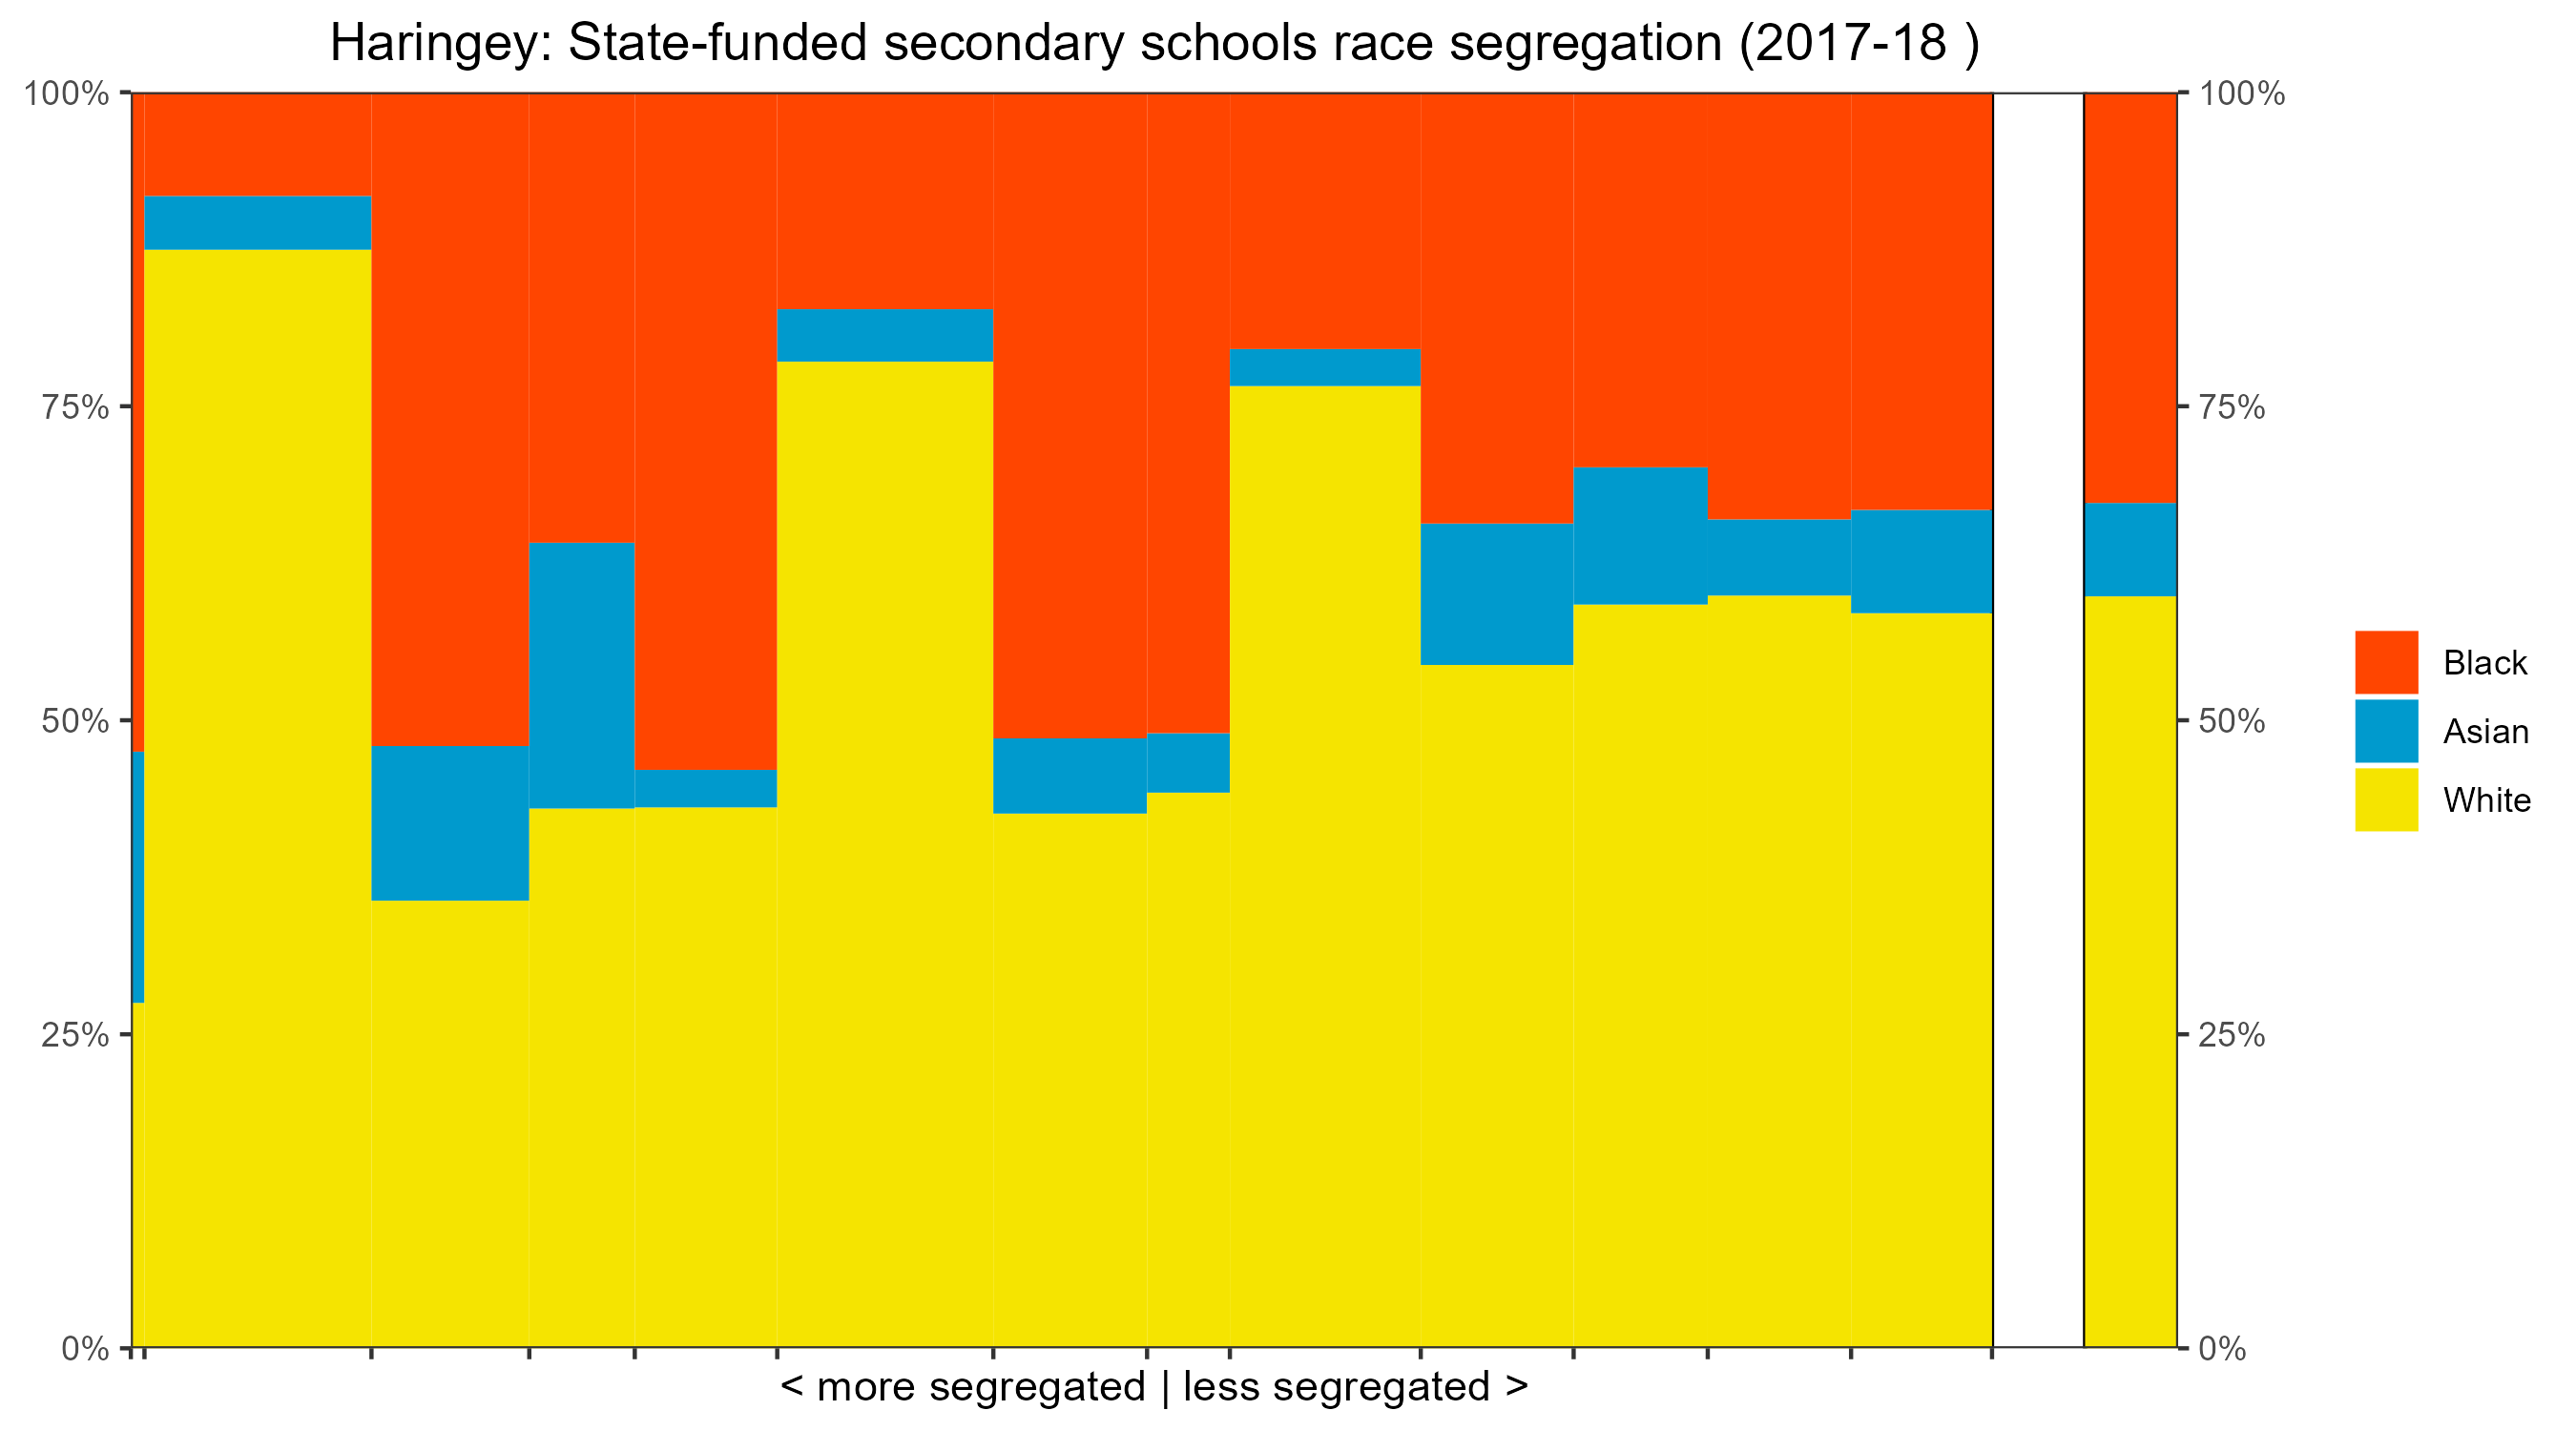 Haringey: State-funded secondary schools race segregation (2017-18 )
100%
75%
50%
25%
0%
100%
75%
50%
25%
0%
< more segregated | less segregated >
Black
Asian
White